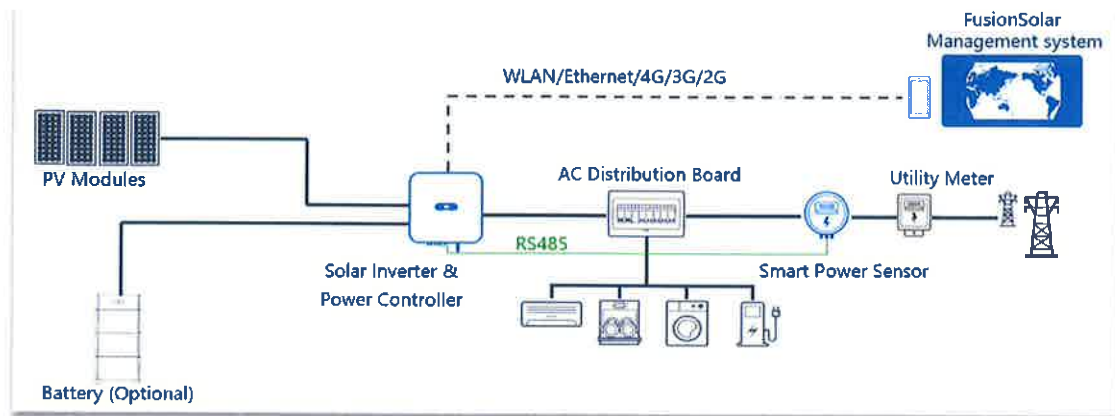 FusionSolar
Management system
WLAN/Ethernet/4G/3G/2G
PV Modules
AC Distribution Board
Utility Meter
RS485
Solar Inverter &
Power Controller
Smart Power Sensor
Battery (Optional)